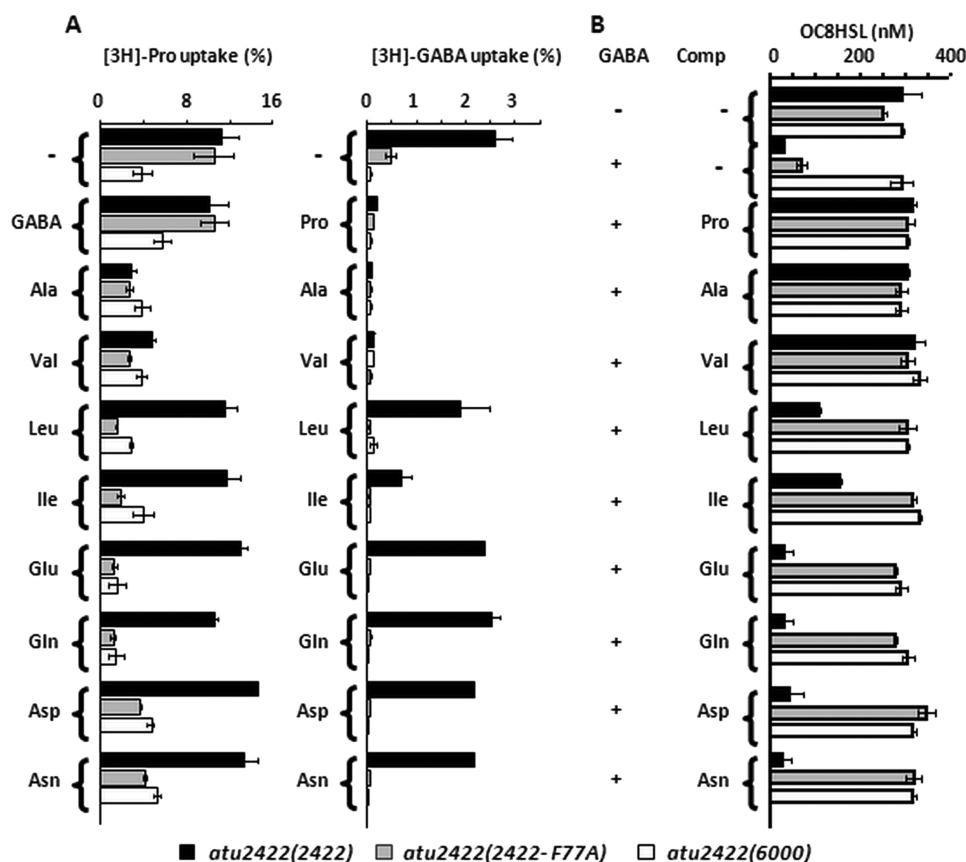 A B
OC8HSL (nM)
[3H]-Pro uptake (%) [3H]-GABA uptake (%) GABA Comp
0 200 400
0 8 16 0 1 2 3
- -
- - + -
GABA Pro + Pro
Ala Ala + Ala
Val Val + Val
Leu Leu + Leu
Ile Ile + Ile
Glu Glu + Glu
Gln Gln + Gln
Asp Asp + Asp
Asn Asn + Asn
atu2422(2422) atu2422(2422-F77A) atu2422(6000)